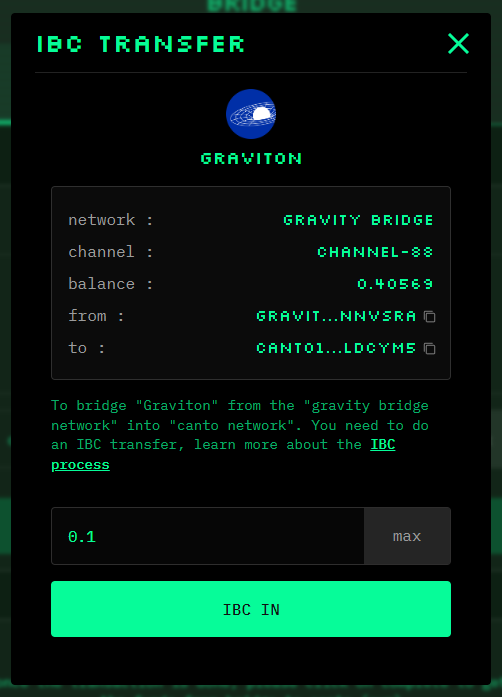 BRIDGE
IBC TRANSFER
GRAVITON
network : GRAVITY BRIDGE
channel : CHANNEL-88
balance : 0.40569
from : GRAVIT...NNVSRA
to : CANTO1...LDCYM5
To bridge "Graviton" from the "gravity bridge
network" into "canto network". You need to do
an IBC transfer, learn more about the IBC
process
0.1 max
IBC IN